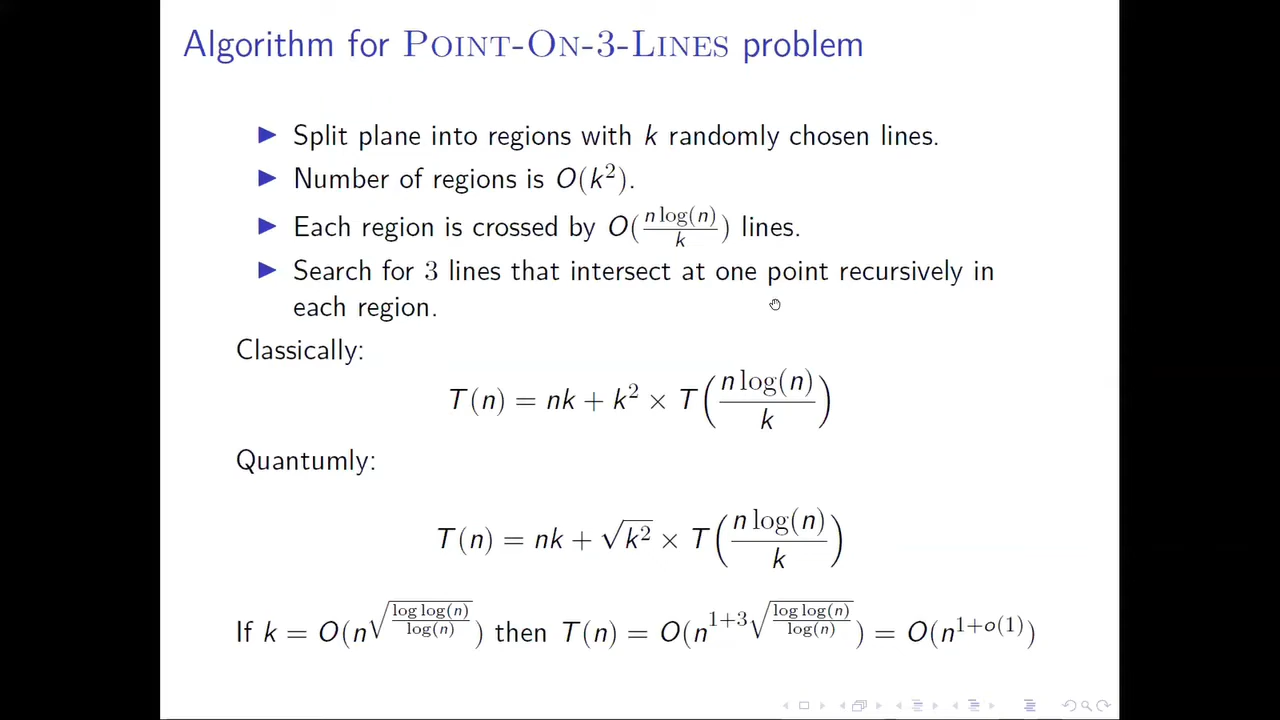 Algorithm for POINT-ON-3-LINES problem
▶ Split plane into regions with k randomly chosen lines.
▶ Number of regions is O(k²).
▶ Each region is crossed by O(n log(n)/k) lines.
▶ Search for 3 lines that intersect at one point recursively in
each region.
Classically:
T(n) = nk + k² × T(n log(n)/k)
Quantumly:
T(n) = nk + √k² × T(n log(n)/k)
If k = O(n^√(log log(n)/log(n))) then T(n) = O(n^(1+3√(log log(n)/log(n)))) = O(n^(1+o(1)))